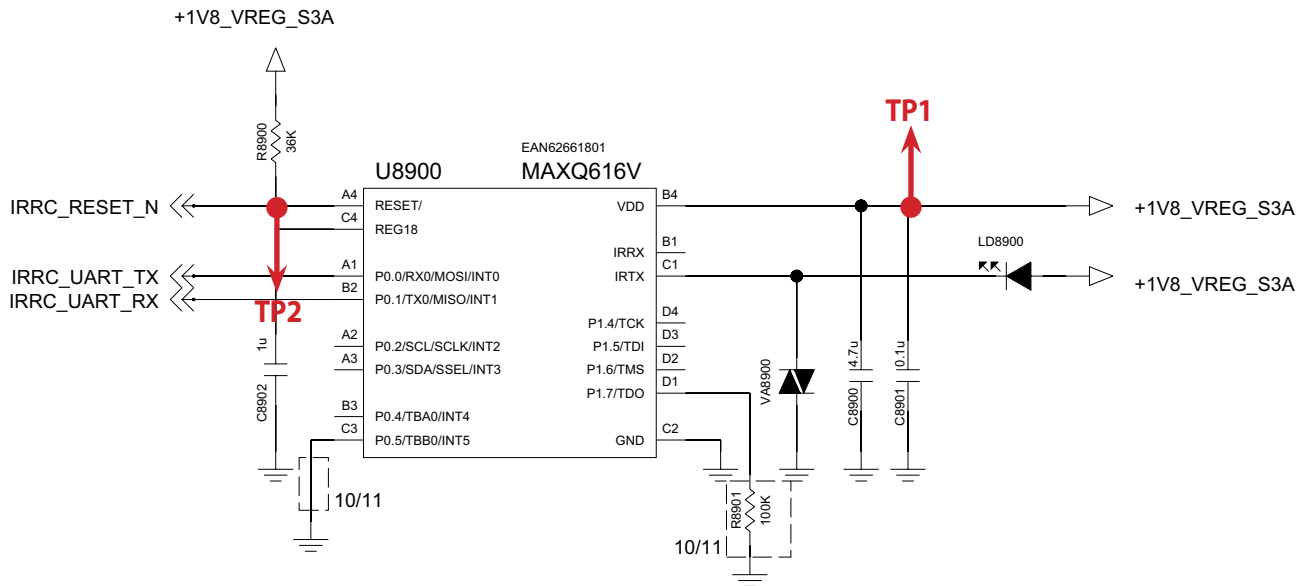 +1V8_VREG_S3A
TP1
R8900
36K
EAN62661801
U8900
MAXQ616V
IRRC_RESET_N
A4
RESET/
VDD
B4
+1V8_VREG_S3A
C4
REG18
IRRX
B1
LD8900
IRRC_UART_TX
A1
P0.0/RX0/MOSI/INT0
IRTX
C1
+1V8_VREG_S3A
IRRC_UART_RX
B2
P0.1/TX0/MISO/INT1
TP2
P1.4/TCK
D4
1u
C8902
A2
P0.2/SCL/SCLK/INT2
P1.5/TDI
D3
A3
P0.3/SDA/SSEL/INT3
P1.6/TMS
D2
VA8900
4.7u
C8900
0.1u
C8901
P1.7/TDO
D1
B3
P0.4/TBA0/INT4
C3
P0.5/TBB0/INT5
GND
C2
10/11
R8901
100K
10/11